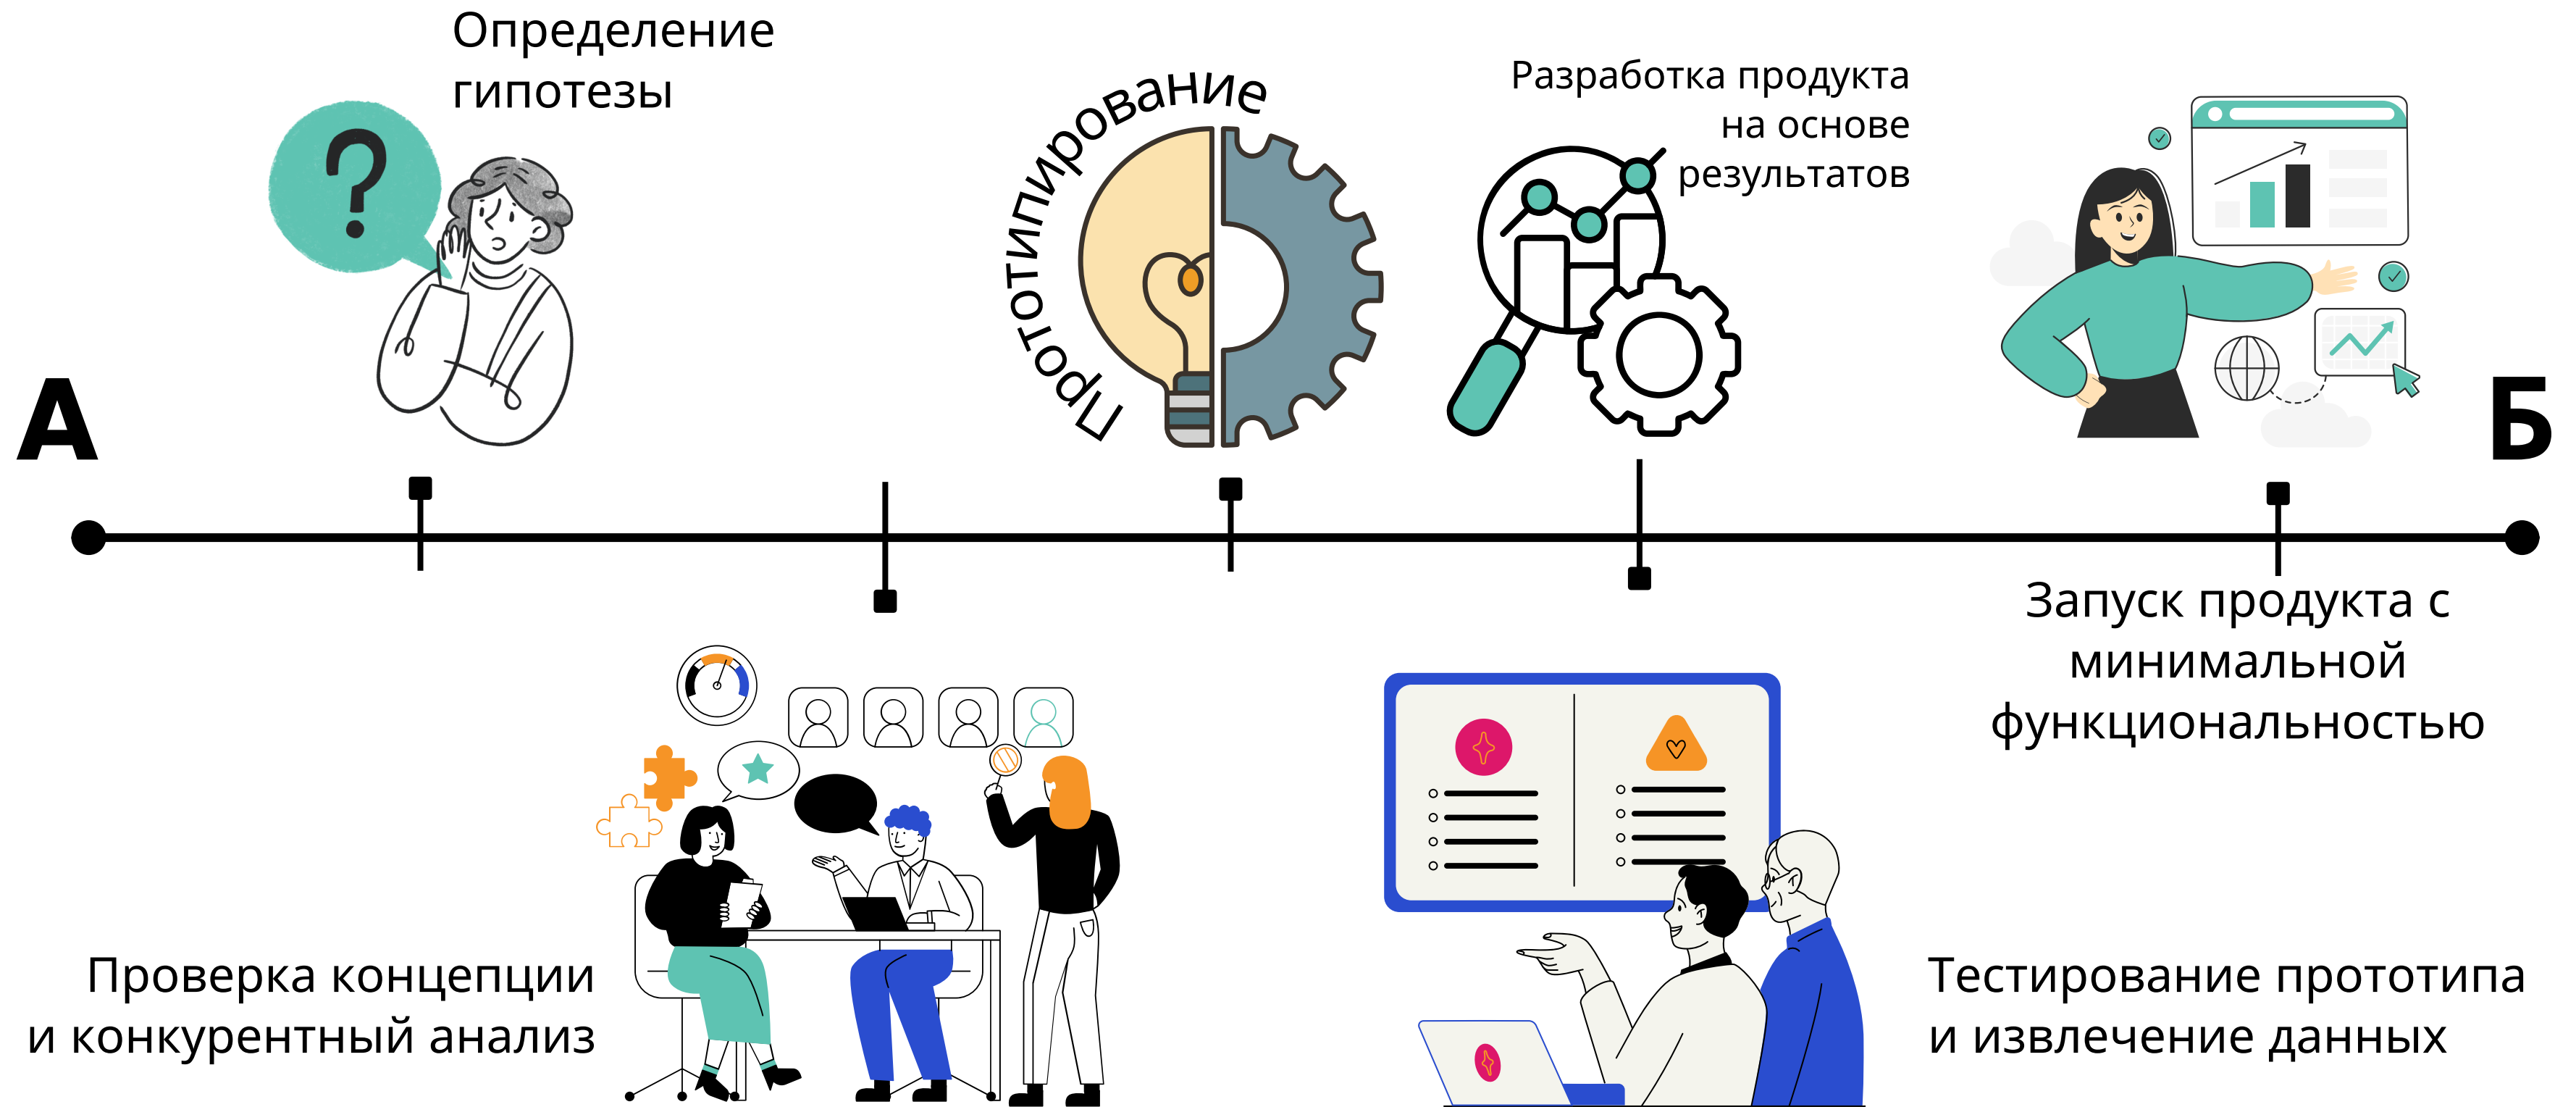 Определение
гипотезы
Прототипирование
Разработка продукта
на основе
результатов
А
Б
Запуск продукта с
минимальной
функциональностью
Проверка концепции
и конкурентный анализ
Тестирование прототипа
и извлечение данных